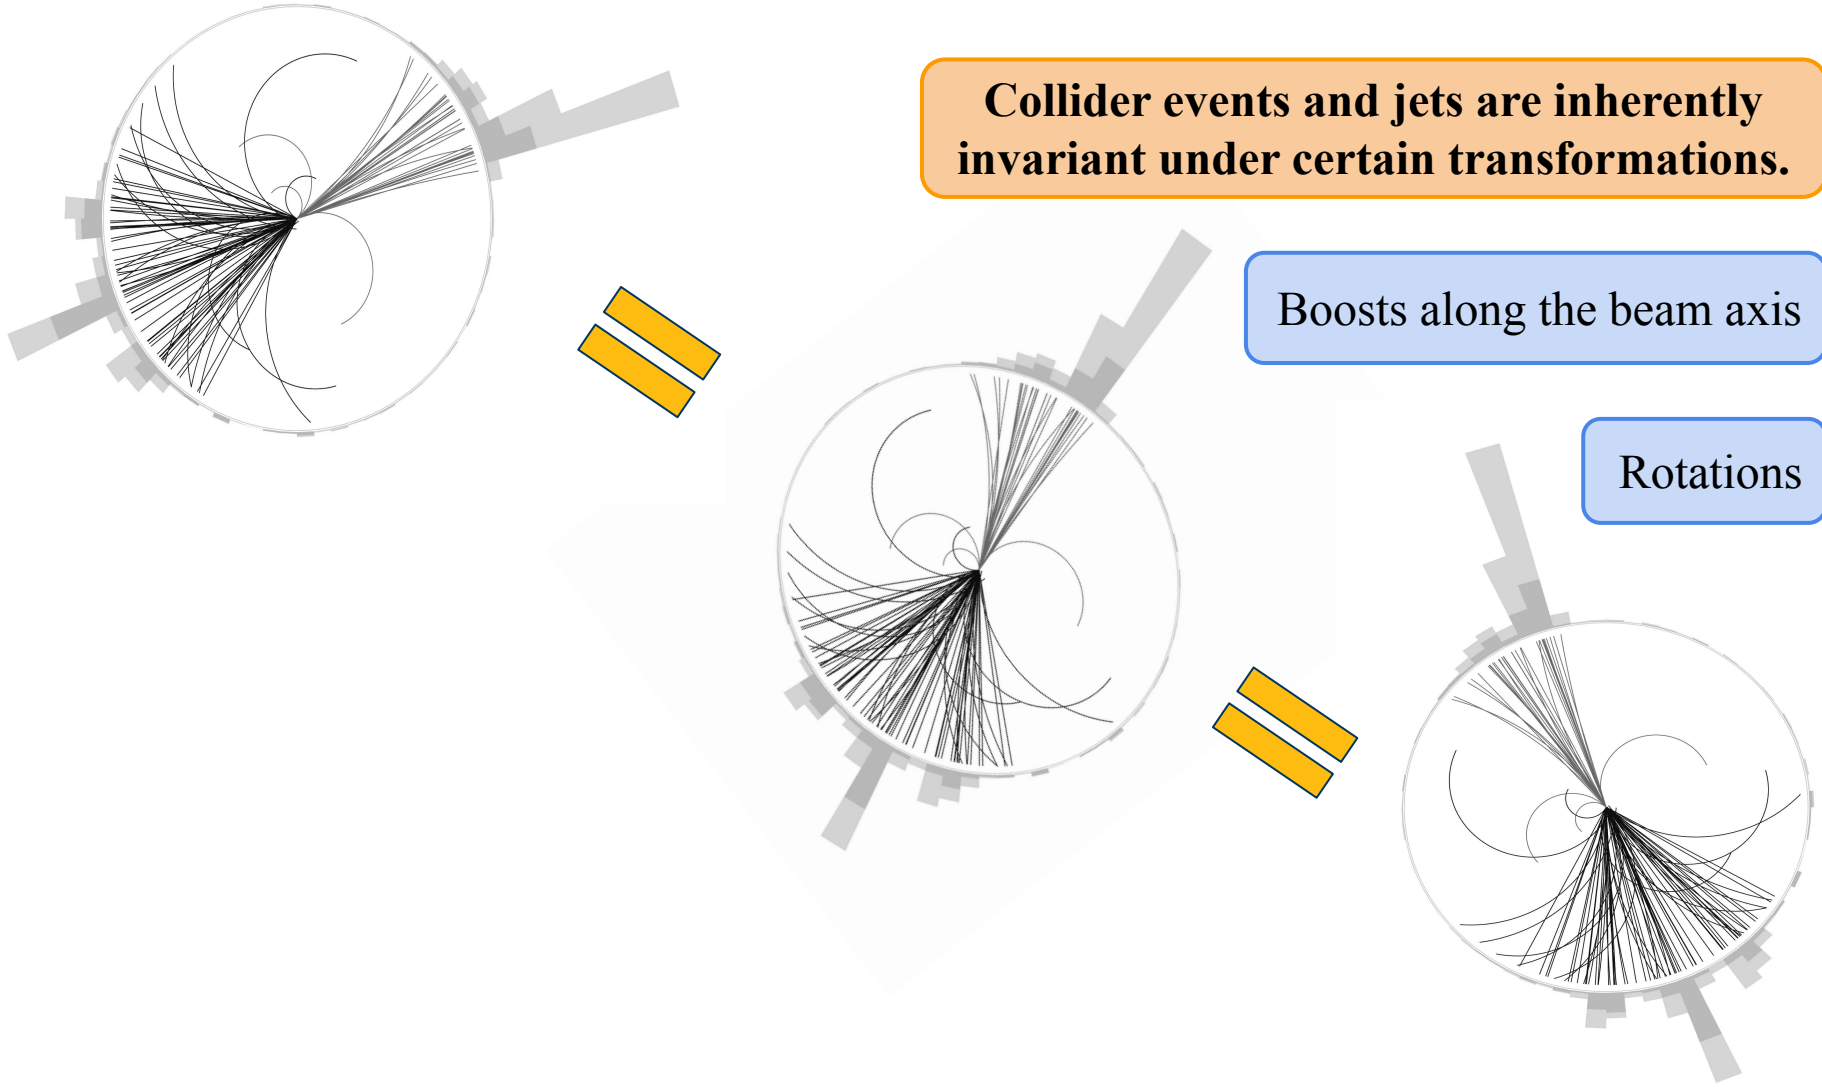 Collider events and jets are inherently
invariant under certain transformations.
Boosts along the beam axis
Rotations